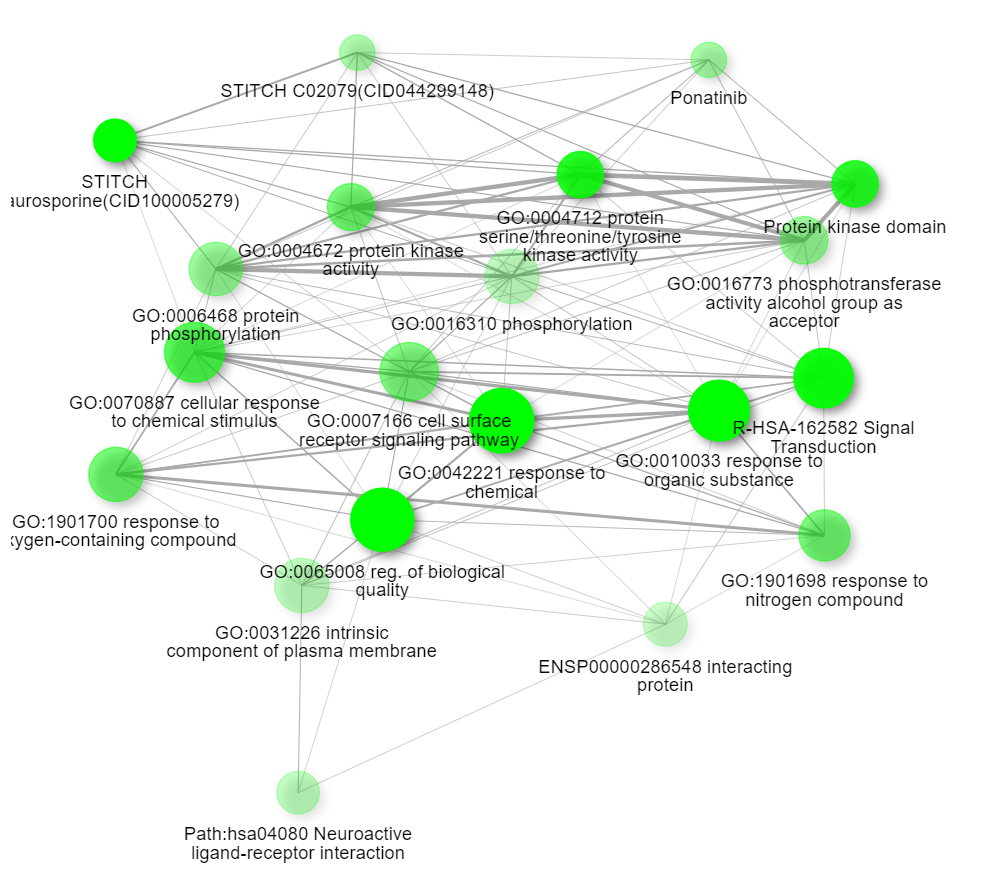 STITCH C02079(CID044299148)
Ponatinib
STITCH
aurosporine(CID100005279)
GO:0004712 protein
serine/threonine/tyrosine
kinase activity
Protein kinase domain
GO:0004672 protein kinase
activity
GO:0016773 phosphotransferase
activity alcohol group as
acceptor
GO:0006468 protein
phosphorylation
GO:0016310 phosphorylation
GO:0070887 cellular response
to chemical stimulus
GO:0007166 cell surface
receptor signaling pathway
R-HSA-162582 Signal
Transduction
GO:0010033 response to
organic substance
GO:0042221 response to
chemical
GO:1901700 response to
xygen-containing compound
GO:0065008 reg. of biological
quality
GO:1901698 response to
nitrogen compound
GO:0031226 intrinsic
component of plasma membrane
ENSP00000286548 interacting
protein
Path:hsa04080 Neuroactive
ligand-receptor interaction